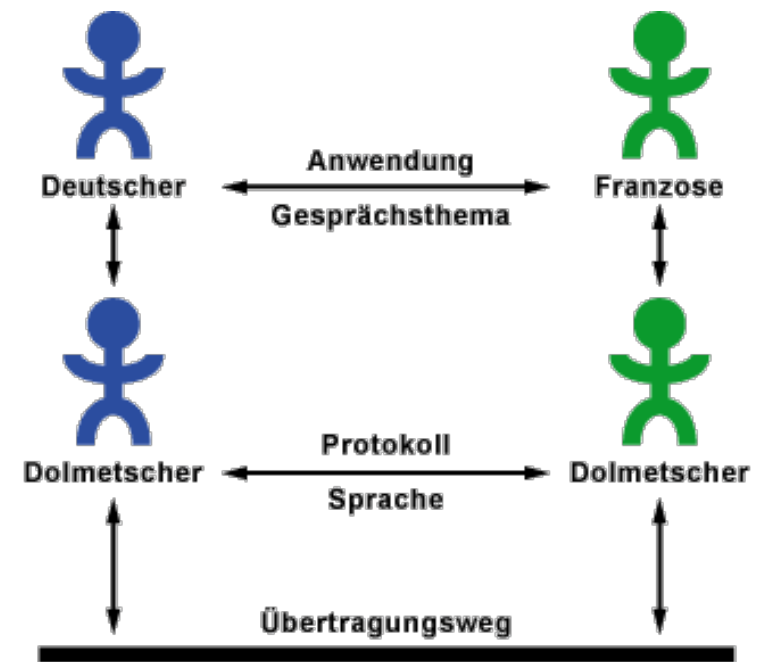 Anwendung
Deutscher
Franzose
Gesprächsthema
Protokoll
Dolmetscher
Dolmetscher
Sprache
Übertragungsweg